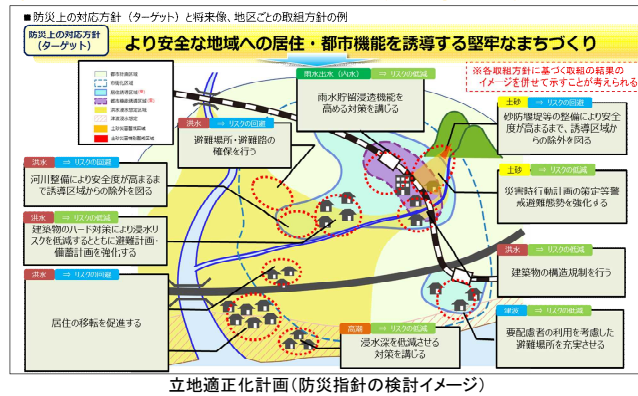 ■防災上の対応方針(ターゲット)と将来像、地区ごとの取組方針の例
防災上の対応方針
(ターゲット)
より安全な地域への居住・都市機能を誘導する堅牢なまちづくり
※各取組方針に基づく取組の結果の
イメージを併せて示すことが考えられる
雨水出水(内水) ⇒リスクの低減
雨水貯留浸透機能を
高める対策を講じる
土砂 ⇒リスクの回避
砂防堰堤等の整備により安全
度が高まるまで、誘導区域か
らの除外を図る
洪水 ⇒リスクの回避
避難場所・避難路の
確保を行う
洪水 ⇒リスクの回避
河川整備により安全度が高まるま
で誘導区域からの除外を図る
土砂 ⇒リスクの低減
災害時行動計画の策定等警
戒避難態勢を強化する
洪水 ⇒リスクの低減
建築物のハード対策により浸水リ
スクを低減するとともに避難計画・
備蓄計画を強化する
洪水 ⇒リスクの低減
建築物の構造規制を行う
洪水 ⇒リスクの回避
居住の移転を促進する
高潮 ⇒リスクの低減
浸水深を低減させる
対策を講じる
津波 ⇒リスクの低減
要配慮者の利用を考慮した
避難場所を充実させる
立地適正化計画(防災指針の検討イメージ)